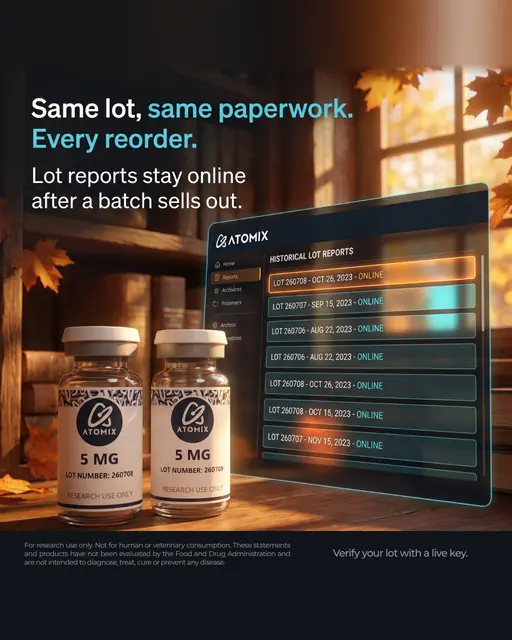 Same lot, same paperwork.
Every reorder.
Lot reports stay online
after a batch sells out.
ATOMIX
HISTORICAL LOT REPORTS
Home
Reports
Archives
LOT 260708 - OCT 26, 2023 - ONLINE
LOT 260707 - SEP 15, 2023 - ONLINE
LOT 260706 - AUG 22, 2023 - ONLINE
LOT 260706 - AUG 22, 2023 - ONLINE
LOT 260708 - OCT 26, 2023 - ONLINE
LOT 260708 - OCT 15, 2023 - ONLINE
LOT 260707 - NOV 15, 2023 - ONLINE
ATOMIX
5 MG
LOT NUMBER: 260708
RESEARCH USE ONLY
ATOMIX
5 MG
LOT NUMBER: 260709
RESEARCH USE ONLY
For research use only. Not for human or veterinary consumption. These statements
and products have not been evaluated by the Food and Drug Administration and
are not intended to diagnose, treat, cure or prevent any disease.
Verify your lot with a live key.